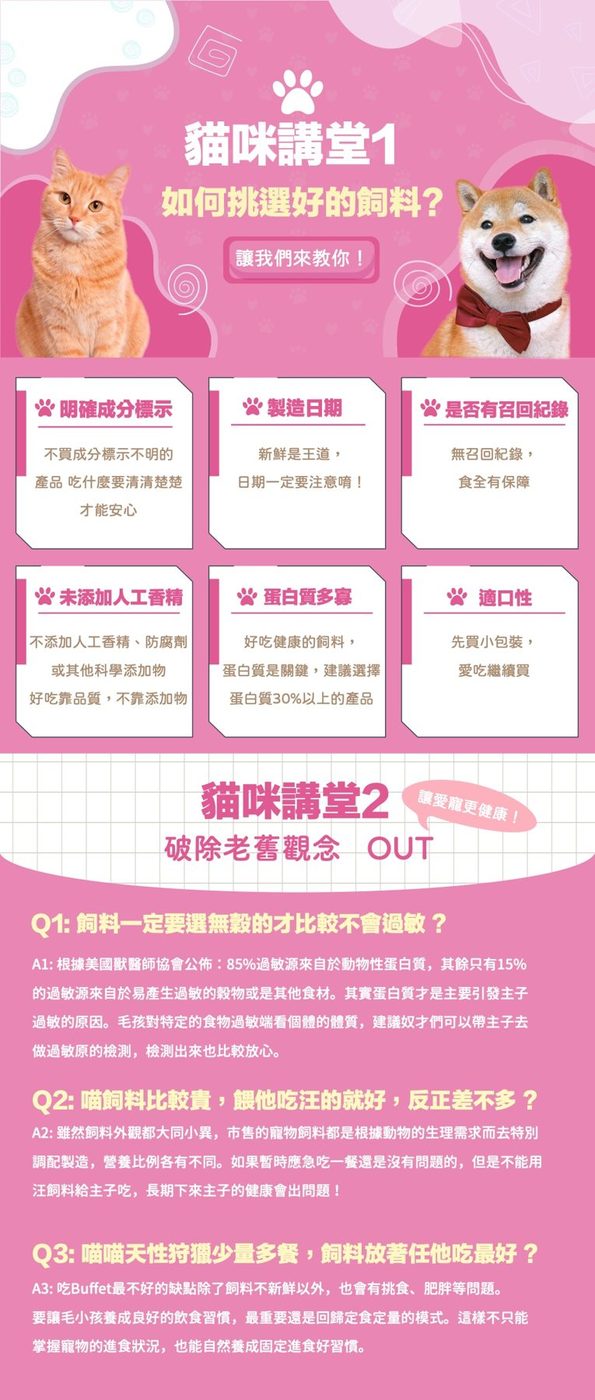 貓咪講堂1
如何挑選好的飼料?
讓我們來教你！
明確成分標示
不買成分標示不明的
產品 吃什麼要清清楚楚
才能安心
製造日期
新鮮是王道，
日期一定要注意唷！
是否有召回紀錄
無召回紀錄，
食全有保障
未添加人工香精
不添加人工香精、防腐劑
或其他科學添加物
好吃靠品質，不靠添加物
蛋白質多寡
好吃健康的飼料，
蛋白質是關鍵，建議選擇
蛋白質30%以上的產品
適口性
先買小包裝，
愛吃繼續買
貓咪講堂2
讓愛寵更健康！
破除老舊觀念 OUT
Q1: 飼料一定要選無穀的才比較不會過敏？
A1: 根據美國獸醫師協會公佈：85%過敏源來自於動物性蛋白質，其餘只有15%
的過敏源來自於易產生過敏的穀物或是其他食材。其實蛋白質才是主要引發主子
過敏的原因。毛孩對特定的食物過敏端看個體的體質，建議奴才們可以帶主子去
做過敏原的檢測，檢測出來也比較放心。
Q2: 喵飼料比較貴，餵他吃汪的就好，反正差不多？
A2: 雖然飼料外觀都大同小異，市售的寵物飼料都是根據動物的生理需求而去特別
調配製造，營養比例各有不同。如果暫時應急吃一餐還是沒有問題的，但是不能用
汪飼料給主子吃，長期下來主子的健康會出問題！
Q3: 喵喵天性狩獵少量多餐，飼料放著任他吃最好？
A3: 吃Buffet最不好的缺點除了飼料不新鮮以外，也會有挑食、肥胖等問題。
要讓毛小孩養成良好的飲食習慣，最重要還是回歸定食定量的模式。這樣不只能
掌握寵物的進食狀況，也能自然養成固定進食好習慣。